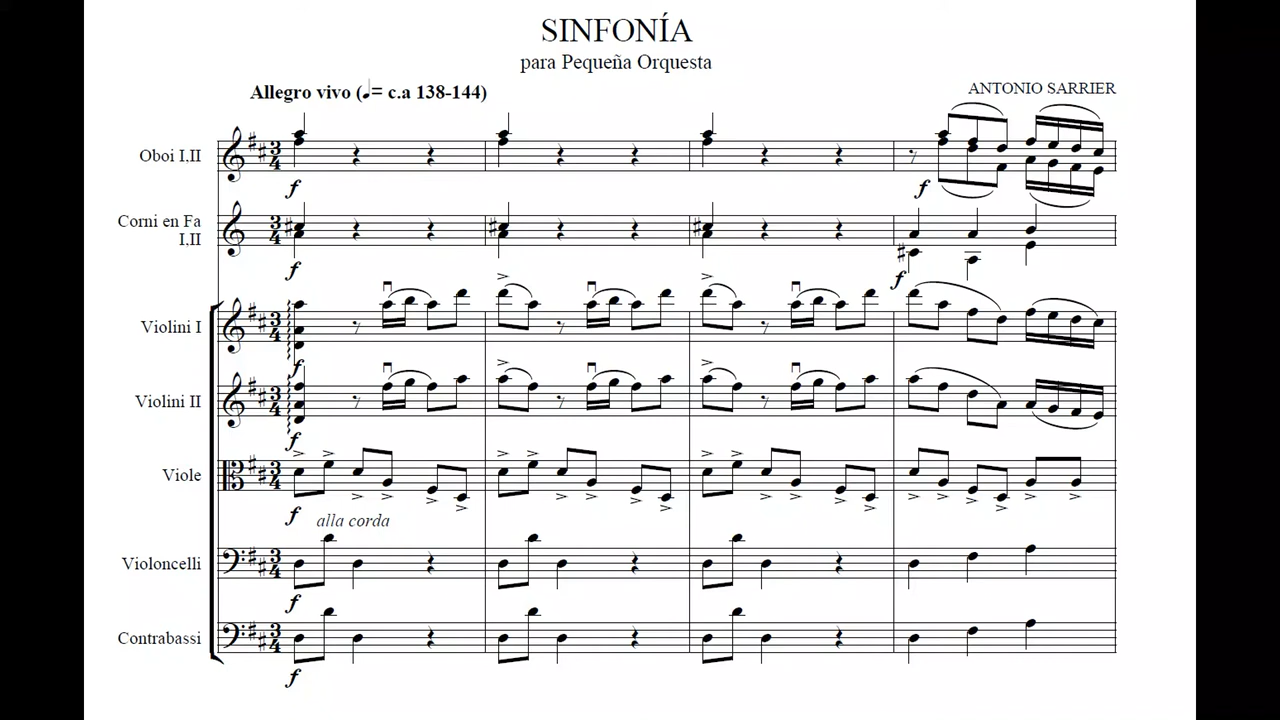 SINFONÍA
para Pequeña Orquesta
Allegro vivo (♩= c.a 138-144)
ANTONIO SARRIER
Oboi I,II
f
f
Corni en Fa
I,II
f
f
Violini I
f
Violini II
f
Viole
f
alla corda
Violoncelli
f
Contrabassi
f